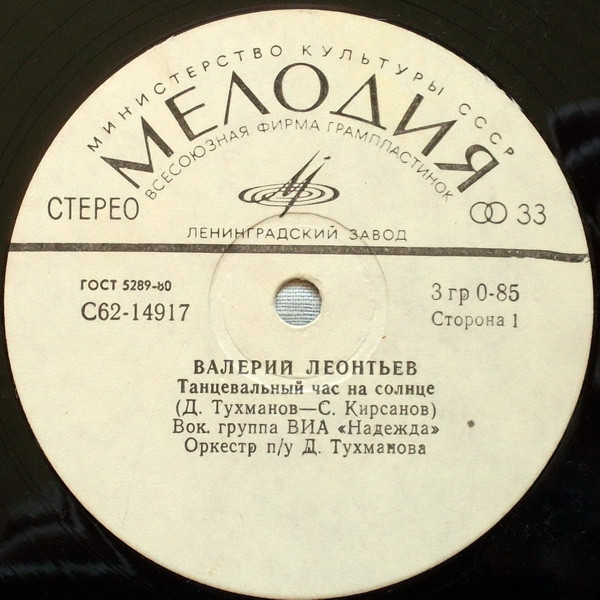 МИНИСТЕРСТВО КУЛЬТУРЫ СССР
МЕЛОДИЯ
ВСЕСОЮЗНАЯ ФИРМА ГРАМПЛАСТИНОК
СТЕРЕО
33
ЛЕНИНГРАДСКИЙ ЗАВОД
ГОСТ 5289-80
С62-14917
3 гр 0-85
Сторона 1
ВАЛЕРИЙ ЛЕОНТЬЕВ
Танцевальный час на солнце
(Д. Тухманов—С. Кирсанов)
Вок. группа ВИА «Надежда»
Оркестр п/у Д. Тухманова